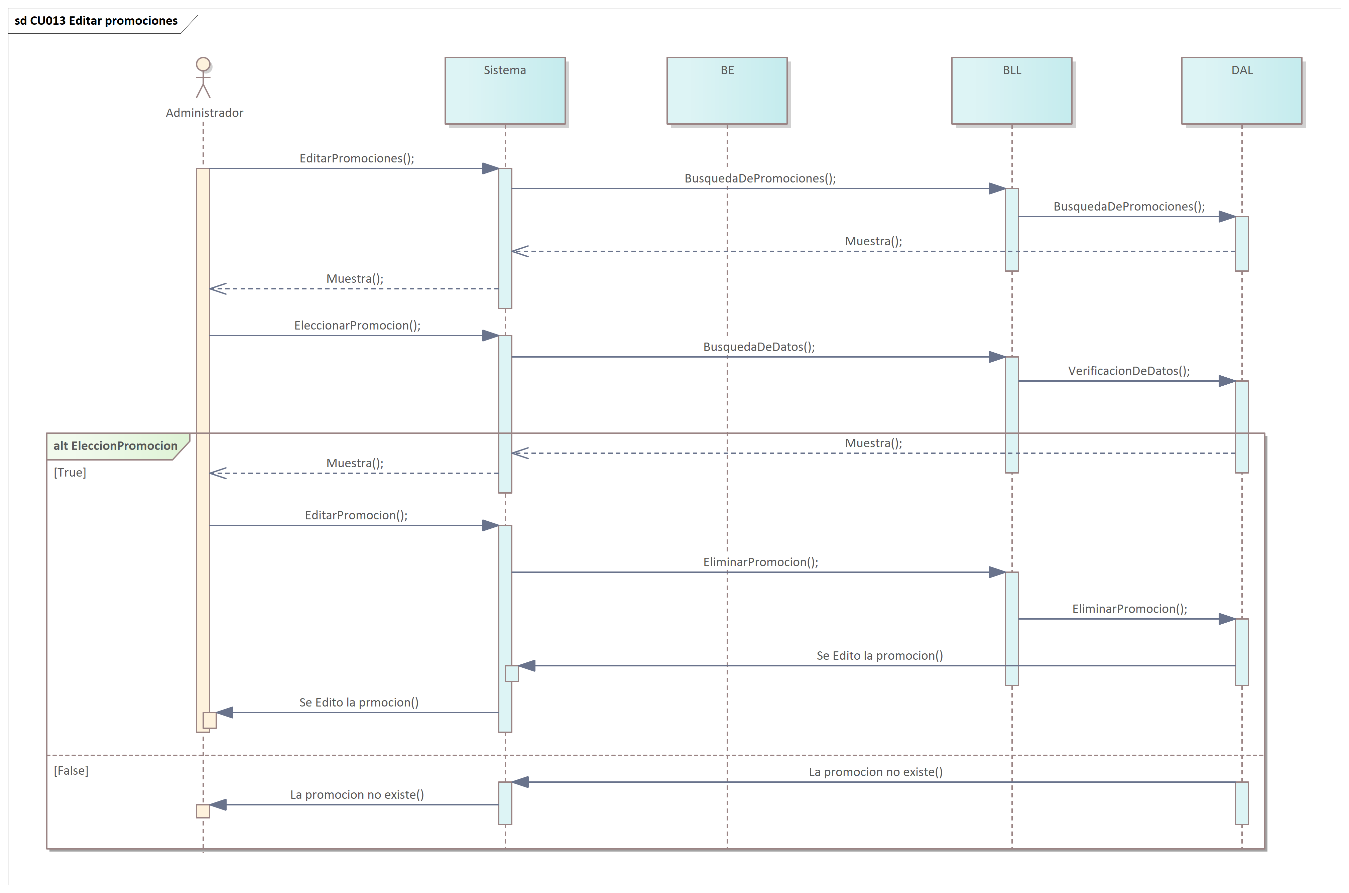 sd CU013 Editar promociones
Administrador
Sistema
BE
BLL
DAL
EditarPromociones();
BusquedaDePromociones();
BusquedaDePromociones();
Muestra();
Muestra();
EleccionarPromocion();
BusquedaDeDatos();
VerificacionDeDatos();
alt EleccionPromocion
[True]
Muestra();
Muestra();
EditarPromocion();
EliminarPromocion();
EliminarPromocion();
Se Edito la promocion()
Se Edito la prmocion()
[False]
La promocion no existe()
La promocion no existe()